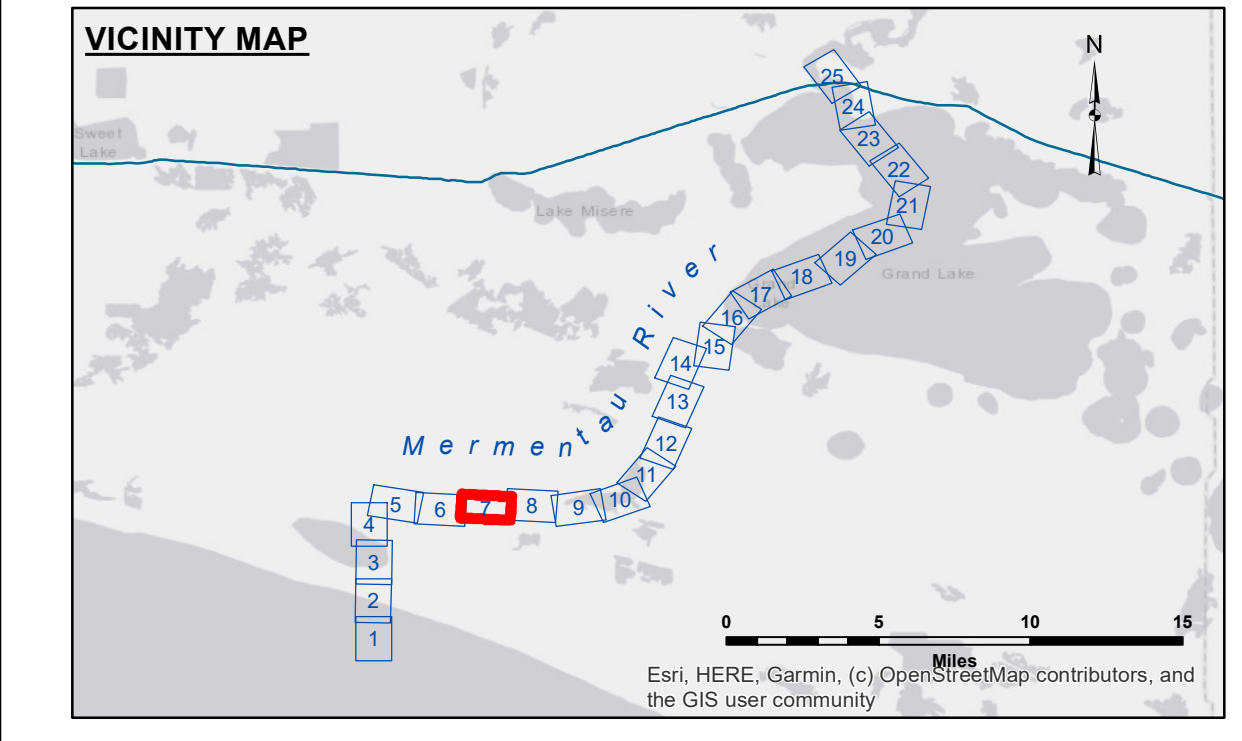 VICINITY MAP
N
25
24
Sweet
Lake
23
22
Lake Misere
21
20
19
Grand Lake
18
17
16
15
Mermentau River
14
13
12
11
10
9
8
7
6
5
4
3
2
1
0 5 10 15
Miles
Esri, HERE, Garmin, (c) OpenStreetMap contributors, and
the GIS user community